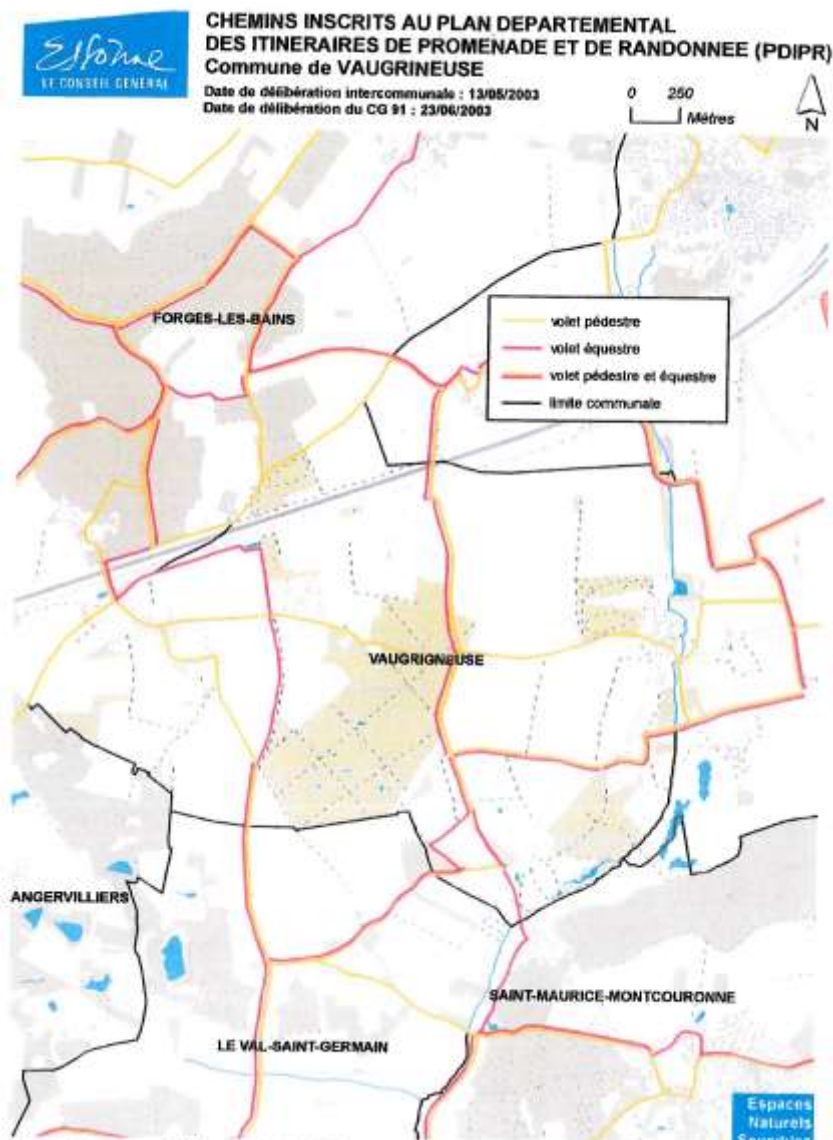 Essonne
LE CONSEIL GENERAL
CHEMINS INSCRITS AU PLAN DEPARTEMENTAL
DES ITINERAIRES DE PROMENADE ET DE RANDONNEE (PDIPR)
Commune de VAUGRINEUSE
Date de délibération intercommunale : 13/05/2003
Date de délibération du CG 91 : 23/06/2003
0 250
Mètres
N
FORGES-LES-BAINS
volet pédestre
volet équestre
volet pédestre et équestre
limite communale
VAUGRIGNEUSE
ANGERVILLIERS
SAINT-MAURICE-MONTCOURONNE
LE VAL-SAINT-GERMAIN
Espaces
Naturels